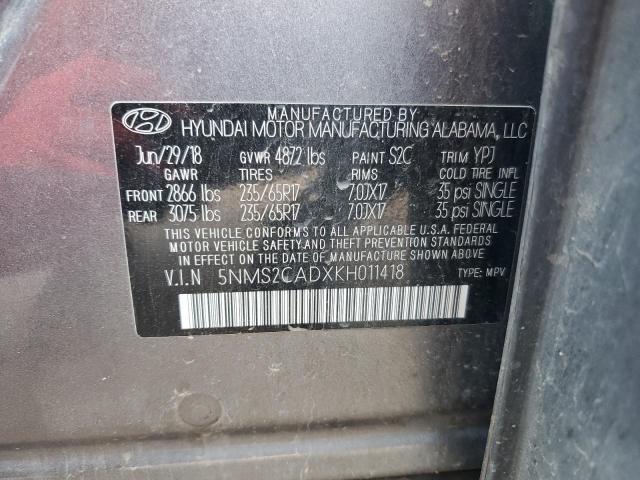 MANUFACTURED BY
HYUNDAI MOTOR MANUFACTURING ALABAMA, LLC
Jun/29/18 GVWR 4872 lbs PAINT S2C TRIM YPJ
GAWR TIRES RIMS COLD TIRE INFL
FRONT 2866 lbs 235/65R17 7.0JX17 35 psi SINGLE
REAR 3075 lbs 235/65R17 7.0JX17 35 psi SINGLE
THIS VEHICLE CONFORMS TO ALL APPLICABLE U.S.A. FEDERAL
MOTOR VEHICLE SAFETY,AND THEFT PREVENTION STANDARDS
IN EFFECT ON THE DATE OF MANUFACTURE SHOWN ABOVE.
V.I.N 5NMS2CADXKH011418 TYPE: MPV